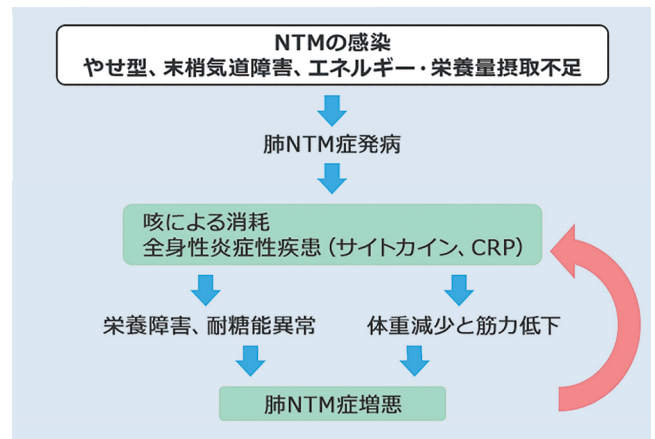 NTMの感染
やせ型、末梢気道障害、エネルギー・栄養量摂取不足
肺NTM症発病
咳による消耗
全身性炎症性疾患（サイトカイン、CRP）
栄養障害、耐糖能異常
体重減少と筋力低下
肺NTM症増悪